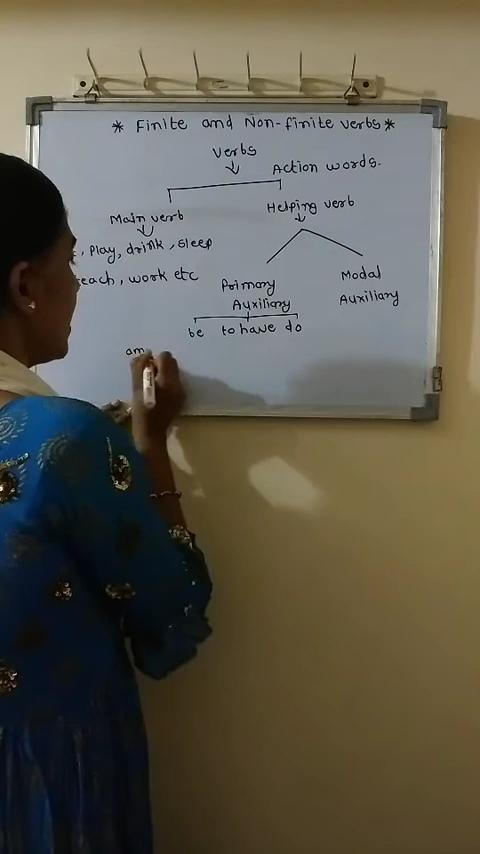 * Finite and Non-finite verbs *
Verbs
Action words.
Main verb
Helping verb
, Play, drink, sleep
each, work etc
Primary
Auxiliary
Modal
Auxiliary
be to have do
am